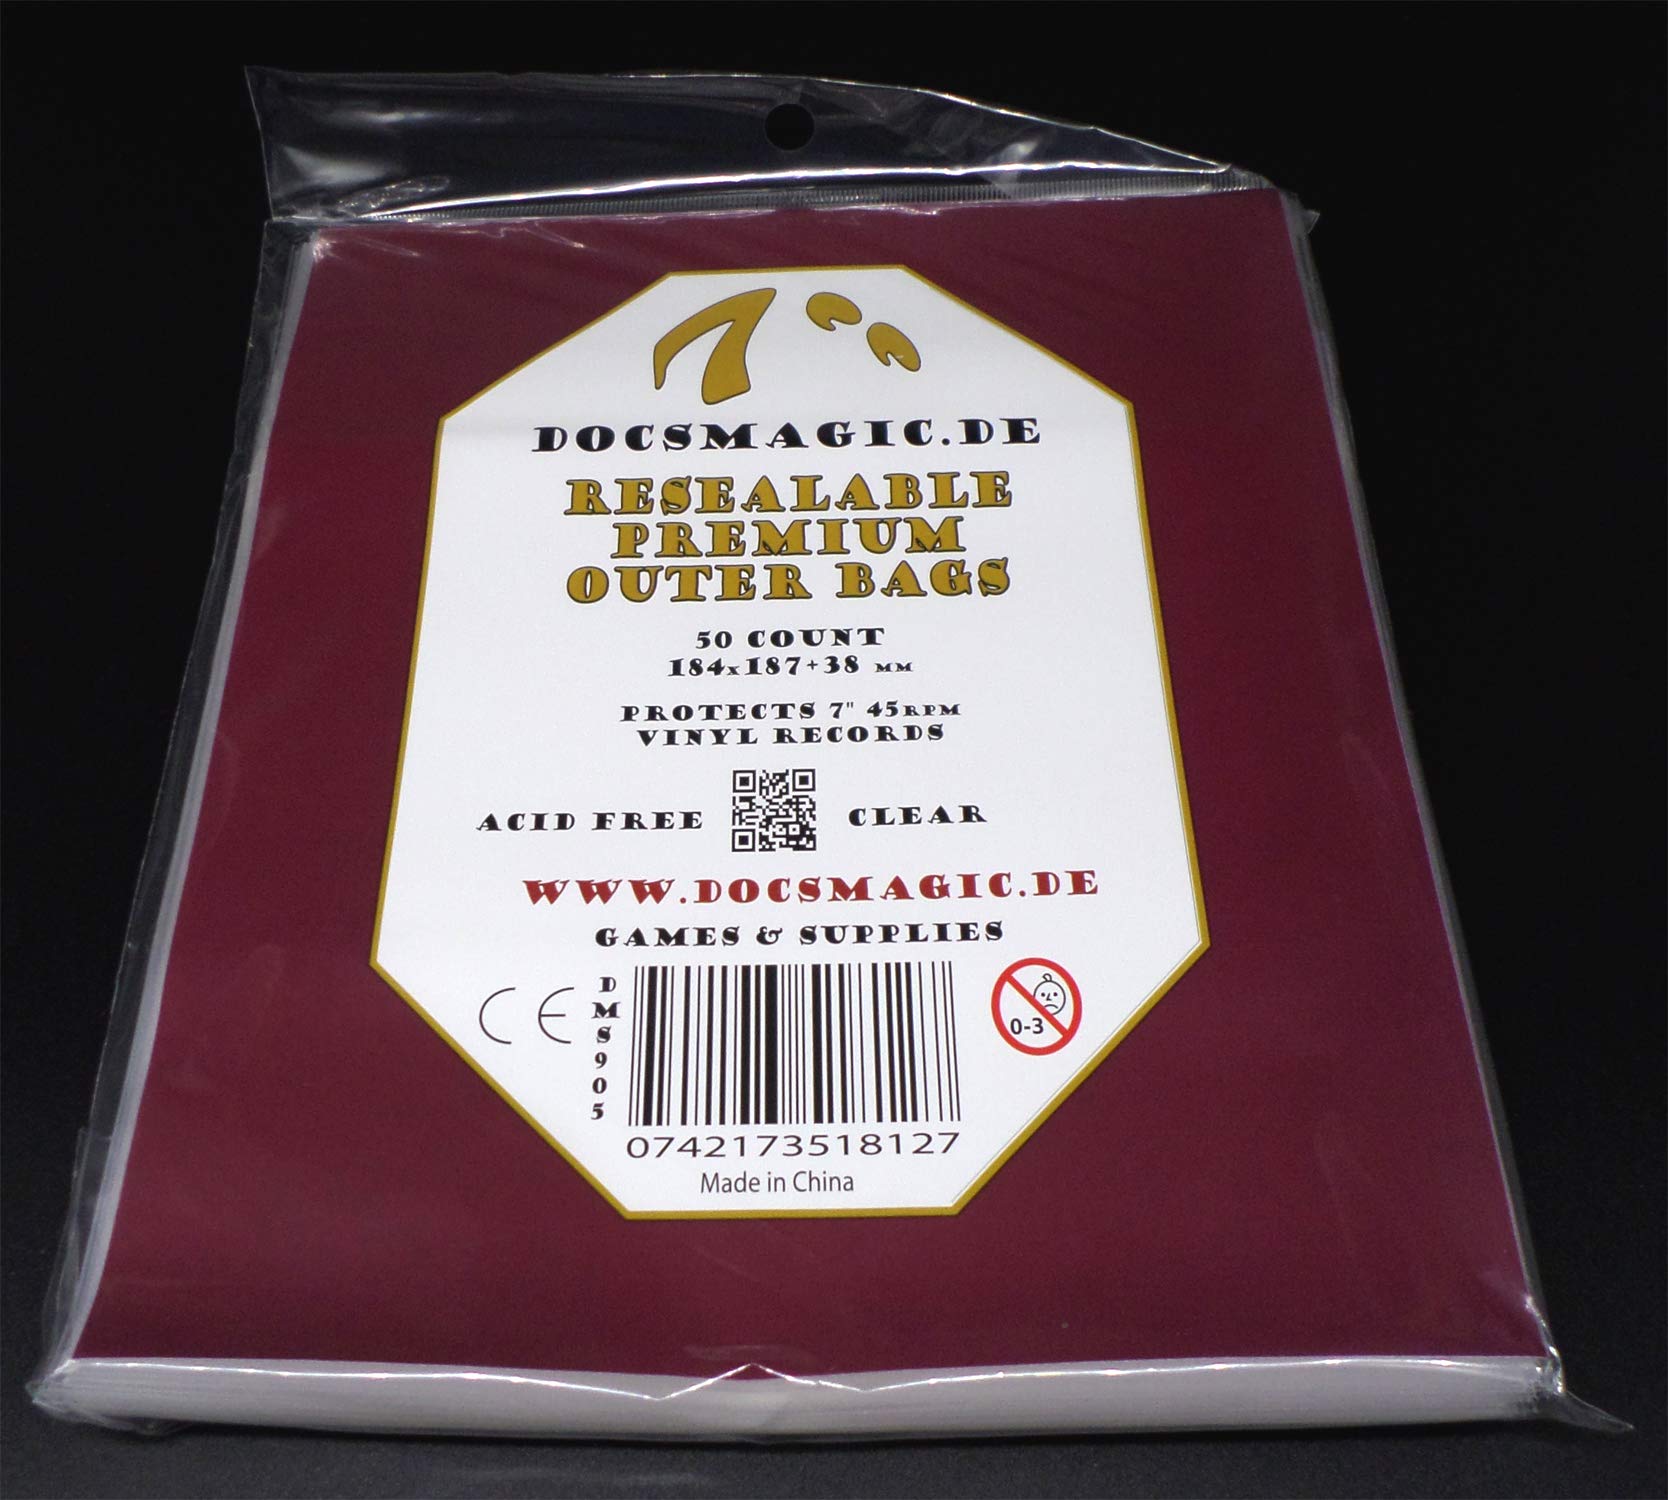 7"
DOCSMAGIC.DE
RESEALABLE
PREMIUM
OUTER BAGS
50 COUNT
184x187+38 MM
PROTECTS 7" 45RPM
VINYL RECORDS
ACID FREE CLEAR
WWW.DOCSMAGIC.DE
GAMES & SUPPLIES
CE
DMS905
0-3
0742173518127
Made in China